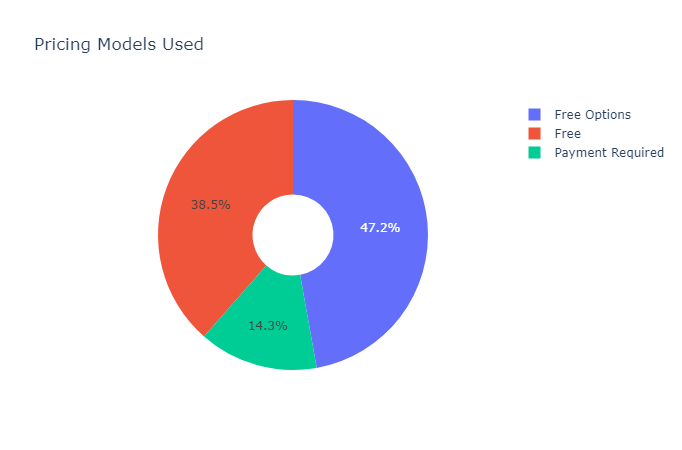 Pricing Models Used
Free Options
Free
Payment Required
38.5%
47.2%
14.3%